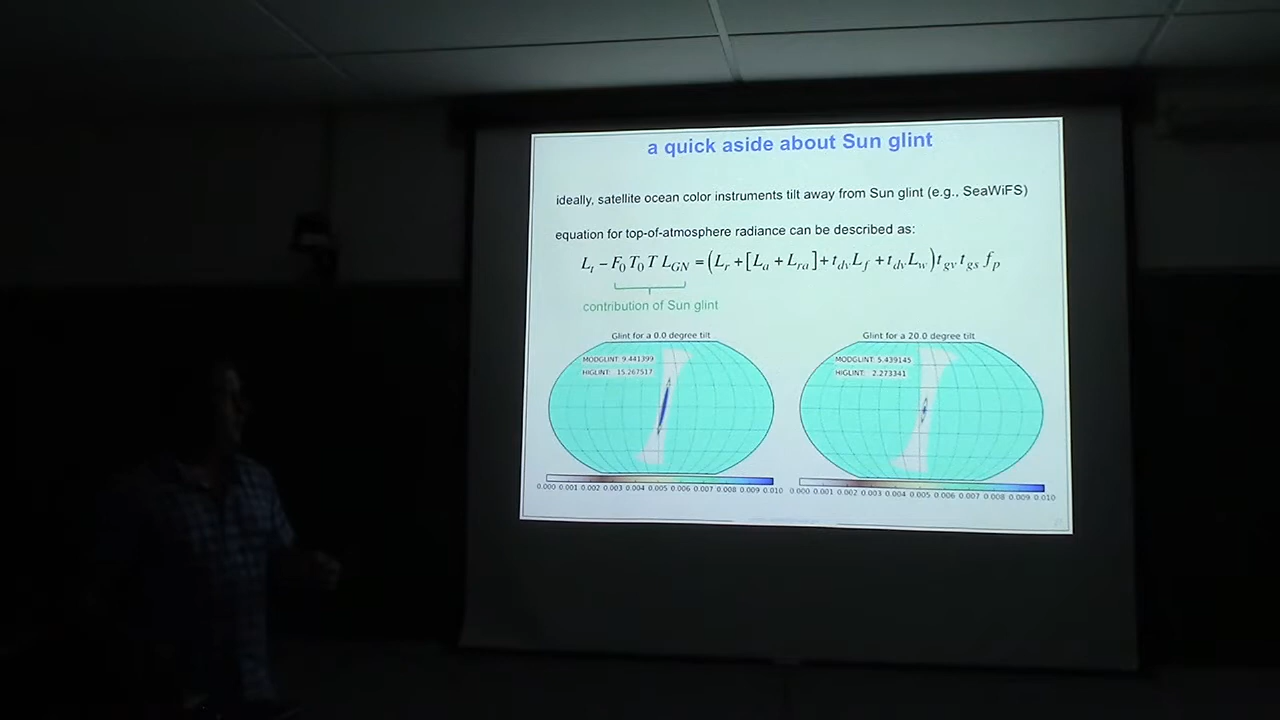 a quick aside about Sun glint
ideally, satellite ocean color instruments tilt away from Sun glint (e.g., SeaWiFS)
equation for top-of-atmosphere radiance can be described as:
Lt − F0 T0 T LGN = (Lr + [La + Lra] + tdv Lf + tdv Lw) tgv tgs fp
contribution of Sun glint
Glint for a 0.0 degree tilt
MODGLINT: 9.441399
HIGLINT: 15.267517
0.000 0.001 0.002 0.003 0.004 0.005 0.006 0.007 0.008 0.009 0.010
Glint for a 20.0 degree tilt
MODGLINT: 5.439145
HIGLINT: 2.273341
0.000 0.001 0.002 0.003 0.004 0.005 0.006 0.007 0.008 0.009 0.010